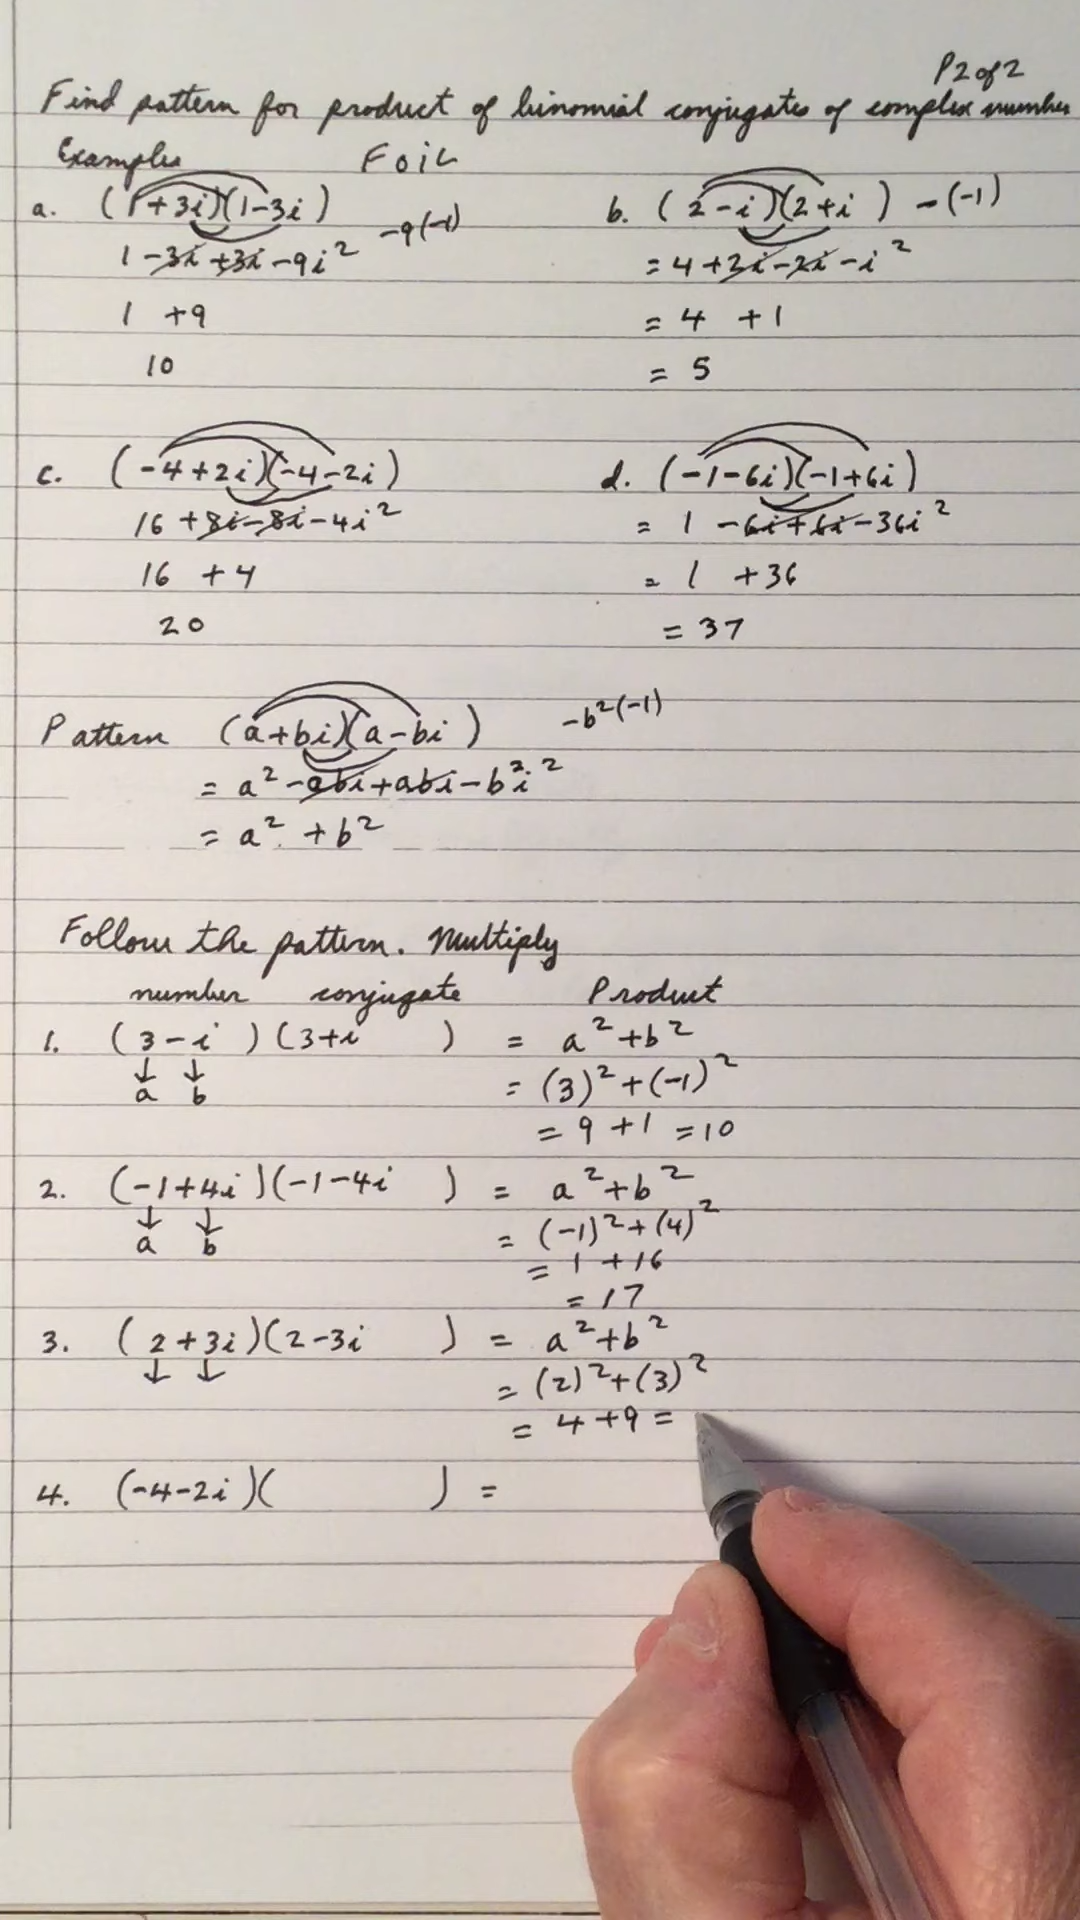 P2 of 2
Find pattern for product of binomial conjugates of complex number
Examples FOIL
a. (1+3i)(1-3i)
-9(-1)
1 -3i +3i -9i²
1 +9
10
b. (2-i)(2+i) -(-1)
= 4 +2i -2i -i²
= 4 +1
= 5
c. (-4+2i)(-4-2i)
16 +8i -8i -4i²
16 +4
20
d. (-1-6i)(-1+6i)
= 1 -6i +6i -36i²
= 1 +36
= 37
Pattern (a+bi)(a-bi) -b²(-1)
= a² -abi +abi -b²i²
= a² +b²
Follow the pattern. Multiply
number conjugate Product
1. (3-i)(3+i ) = a²+b²
↓ ↓ = (3)²+(-1)²
a b
= 9 +1 =10
2. (-1+4i)(-1-4i ) = a²+b²
↓ ↓ = (-1)²+(4)²
a b
= 1 +16
= 17
3. (2+3i)(2-3i ) = a²+b²
↓ ↓ = (2)²+(3)²
= 4 +9 =
4. (-4-2i)( ) =